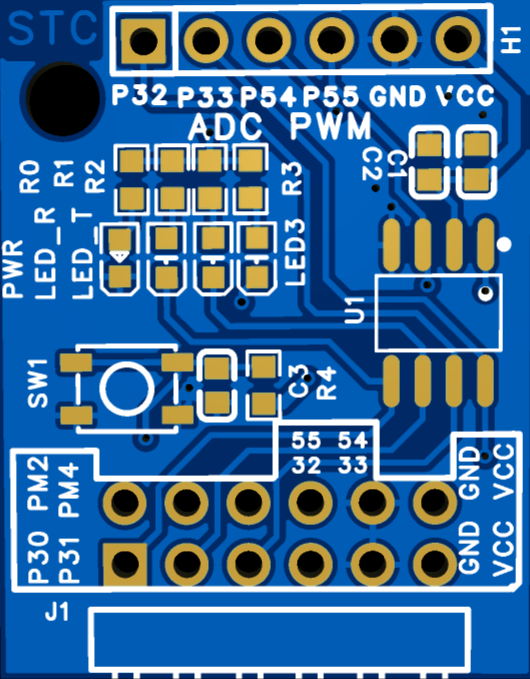 STC
H1
P32 P33 P54 P55 GND VCC
ADC PWM
C2 C1
R0 R1 R2 R3
PWR LED_R LED_T LED3
U1
SW1
C3 R4
55 54
32 33
PM2 PM4 GND VCC
P30 P31 GND VCC
J1